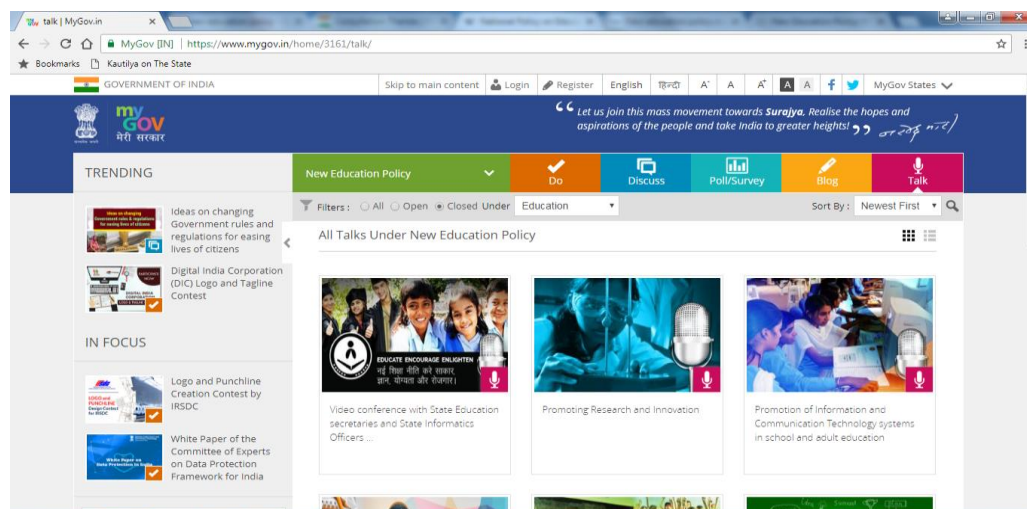 talk | MyGov.in
MyGov [IN] | https://www.mygov.in/home/3161/talk/
Bookmarks Kautilya on The State
GOVERNMENT OF INDIA
Skip to main content Login Register English हिन्दी A- A A+ A A MyGov States
my
GOV
मेरी सरकार
Let us join this mass movement towards Surajya. Realise the hopes and
aspirations of the people and take India to greater heights!
TRENDING
New Education Policy
Do
Discuss
Poll/Survey
Blog
Talk
Filters : All Open Closed Under Education
Sort By : Newest First
Ideas on changing
Government rules and
regulations for easing
lives of citizens
Digital India Corporation
(DIC) Logo and Tagline
Contest
IN FOCUS
Logo and Punchline
Creation Contest by
IRSDC
White Paper of the
Committee of Experts
on Data Protection
Framework for India
All Talks Under New Education Policy
EDUCATE ENCOURAGE ENLIGHTEN
नई शिक्षा नीति करे साकार,
ज्ञान, योग्यता और रोजगार।
Video conference with State Education
secretaries and State Informatics
Officers ...
Promoting Research and Innovation
Promotion of Information and
Communication Technology systems
in school and adult education